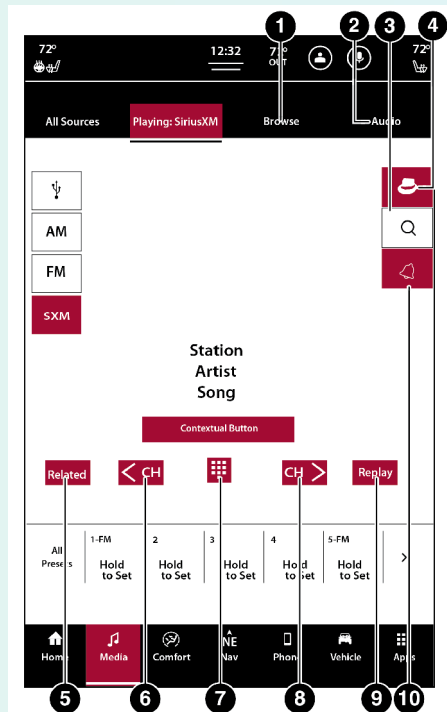 1 2 3 4
72° 12:32 77° 72°
OUT
All Sources Playing: SiriusXM Browse Audio
AM
FM
SXM
Station
Artist
Song
Contextual Button
Related < CH CH > Replay
All Presets 1-FM 2 3 4 5-FM >
Hold to Set Hold to Set Hold to Set Hold to Set Hold to Set
Home Media Comfort NE Nav Phone Vehicle Apps
5 6 7 8 9 10